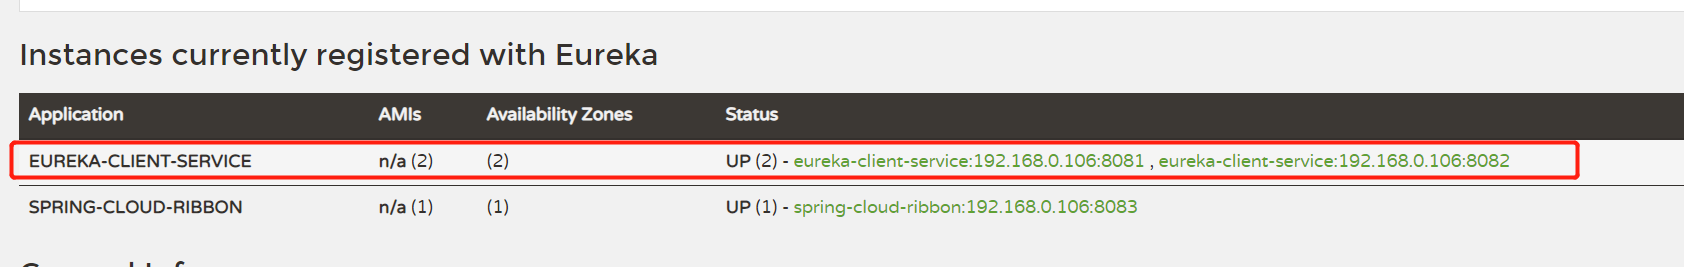 Instances currently registered with Eureka
Application AMIs Availability Zones Status
EUREKA-CLIENT-SERVICE n/a (2) (2) UP (2) - eureka-client-service:192.168.0.106:8081 , eureka-client-service:192.168.0.106:8082
SPRING-CLOUD-RIBBON n/a (1) (1) UP (1) - spring-cloud-ribbon:192.168.0.106:8083